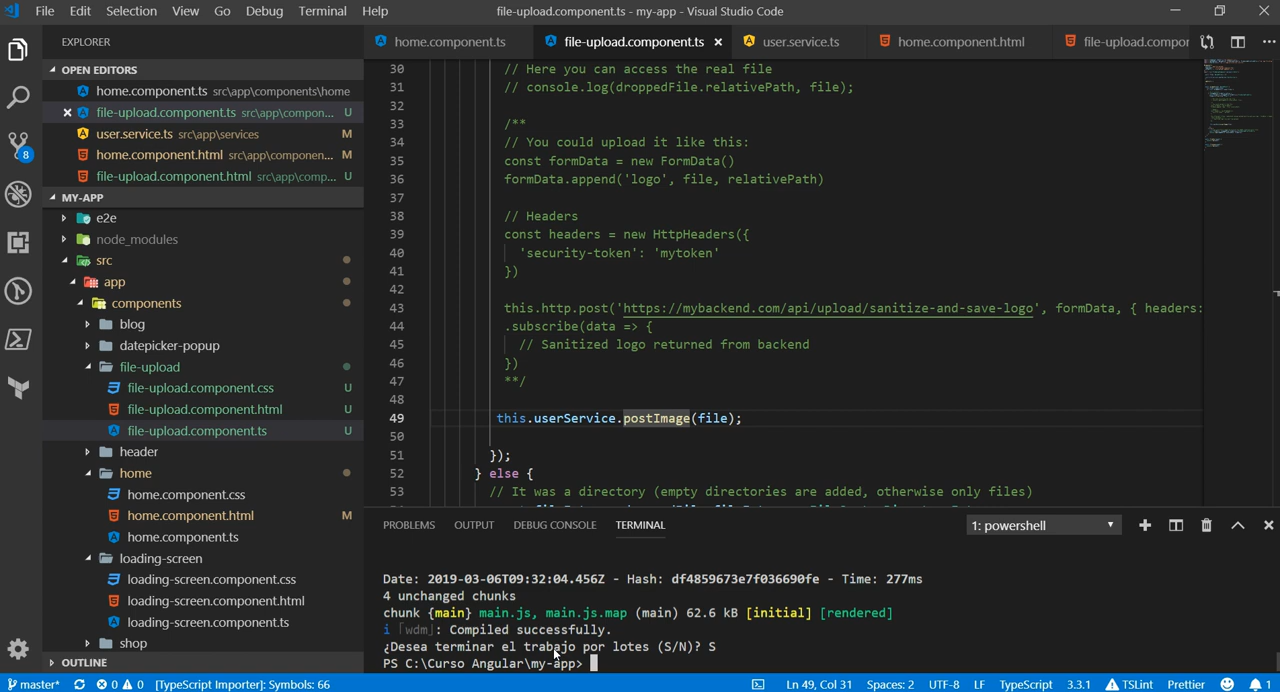 File Edit Selection View Go Debug Terminal Help file-upload.component.ts - my-app - Visual Studio Code
EXPLORER
OPEN EDITORS
home.component.ts src\app\components\home
file-upload.component.ts src\app\compon... U
user.service.ts src\app\services M
home.component.html src\app\componen... M
file-upload.component.html src\app\comp... U
MY-APP
e2e
node_modules
src
app
components
blog
datepicker-popup
file-upload
file-upload.component.css U
file-upload.component.html U
file-upload.component.ts U
header
home
home.component.css
home.component.html M
home.component.ts
loading-screen
loading-screen.component.css
loading-screen.component.html
loading-screen.component.ts
shop
OUTLINE
8
home.component.ts file-upload.component.ts user.service.ts home.component.html file-upload.compor
30 // Here you can access the real file
31 // console.log(droppedFile.relativePath, file);
32
33 /**
34 // You could upload it like this:
35 const formData = new FormData()
36 formData.append('logo', file, relativePath)
37
38 // Headers
39 const headers = new HttpHeaders({
40 'security-token': 'mytoken'
41 })
42
43 this.http.post('https://mybackend.com/api/upload/sanitize-and-save-logo', formData, { headers:
44 .subscribe(data => {
45 // Sanitized logo returned from backend
46 })
47 **/
48
49 this.userService.postImage(file);
50
51 });
52 } else {
53 // It was a directory (empty directories are added, otherwise only files)
PROBLEMS OUTPUT DEBUG CONSOLE TERMINAL 1: powershell
Date: 2019-03-06T09:32:04.456Z - Hash: df4859673e7f036690fe - Time: 277ms
4 unchanged chunks
chunk {main} main.js, main.js.map (main) 62.6 kB [initial] [rendered]
i ｢wdm｣: Compiled successfully.
¿Desea terminar el trabajo por lotes (S/N)? S
PS C:\Curso Angular\my-app>
master* 0 0 [TypeScript Importer]: Symbols: 66 Ln 49, Col 31 Spaces: 2 UTF-8 LF TypeScript 3.3.1 TSLint Prettier 1